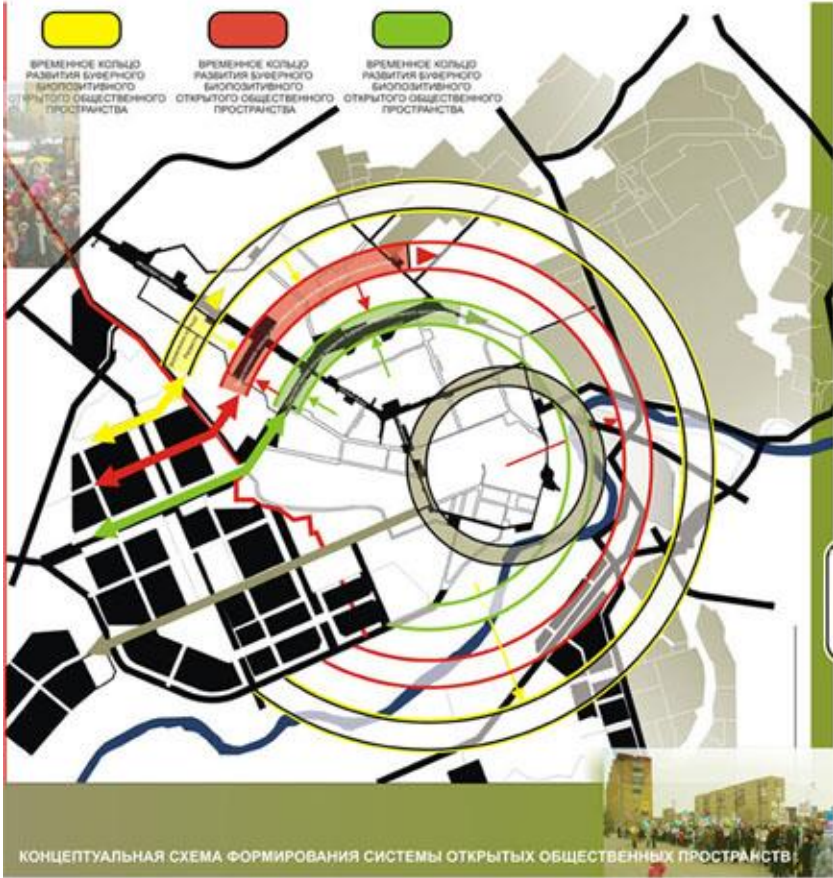 ВРЕМЕННОЕ КОЛЬЦО
РАЗВИТИЯ БУФЕРНОГО
БИОПОЗИТИВНОГО
ОТКРЫТОГО ОБЩЕСТВЕННОГО
ПРОСТРАНСТВА
ВРЕМЕННОЕ КОЛЬЦО
РАЗВИТИЯ БУФЕРНОГО
БИОПОЗИТИВНОГО
ОТКРЫТОГО ОБЩЕСТВЕННОГО
ПРОСТРАНСТВА
ВРЕМЕННОЕ КОЛЬЦО
РАЗВИТИЯ БУФЕРНОГО
БИОПОЗИТИВНОГО
ОТКРЫТОГО ОБЩЕСТВЕННОГО
ПРОСТРАНСТВА
КОНЦЕПТУАЛЬНАЯ СХЕМА ФОРМИРОВАНИЯ СИСТЕМЫ ОТКРЫТЫХ ОБЩЕСТВЕННЫХ ПРОСТРАНСТВ